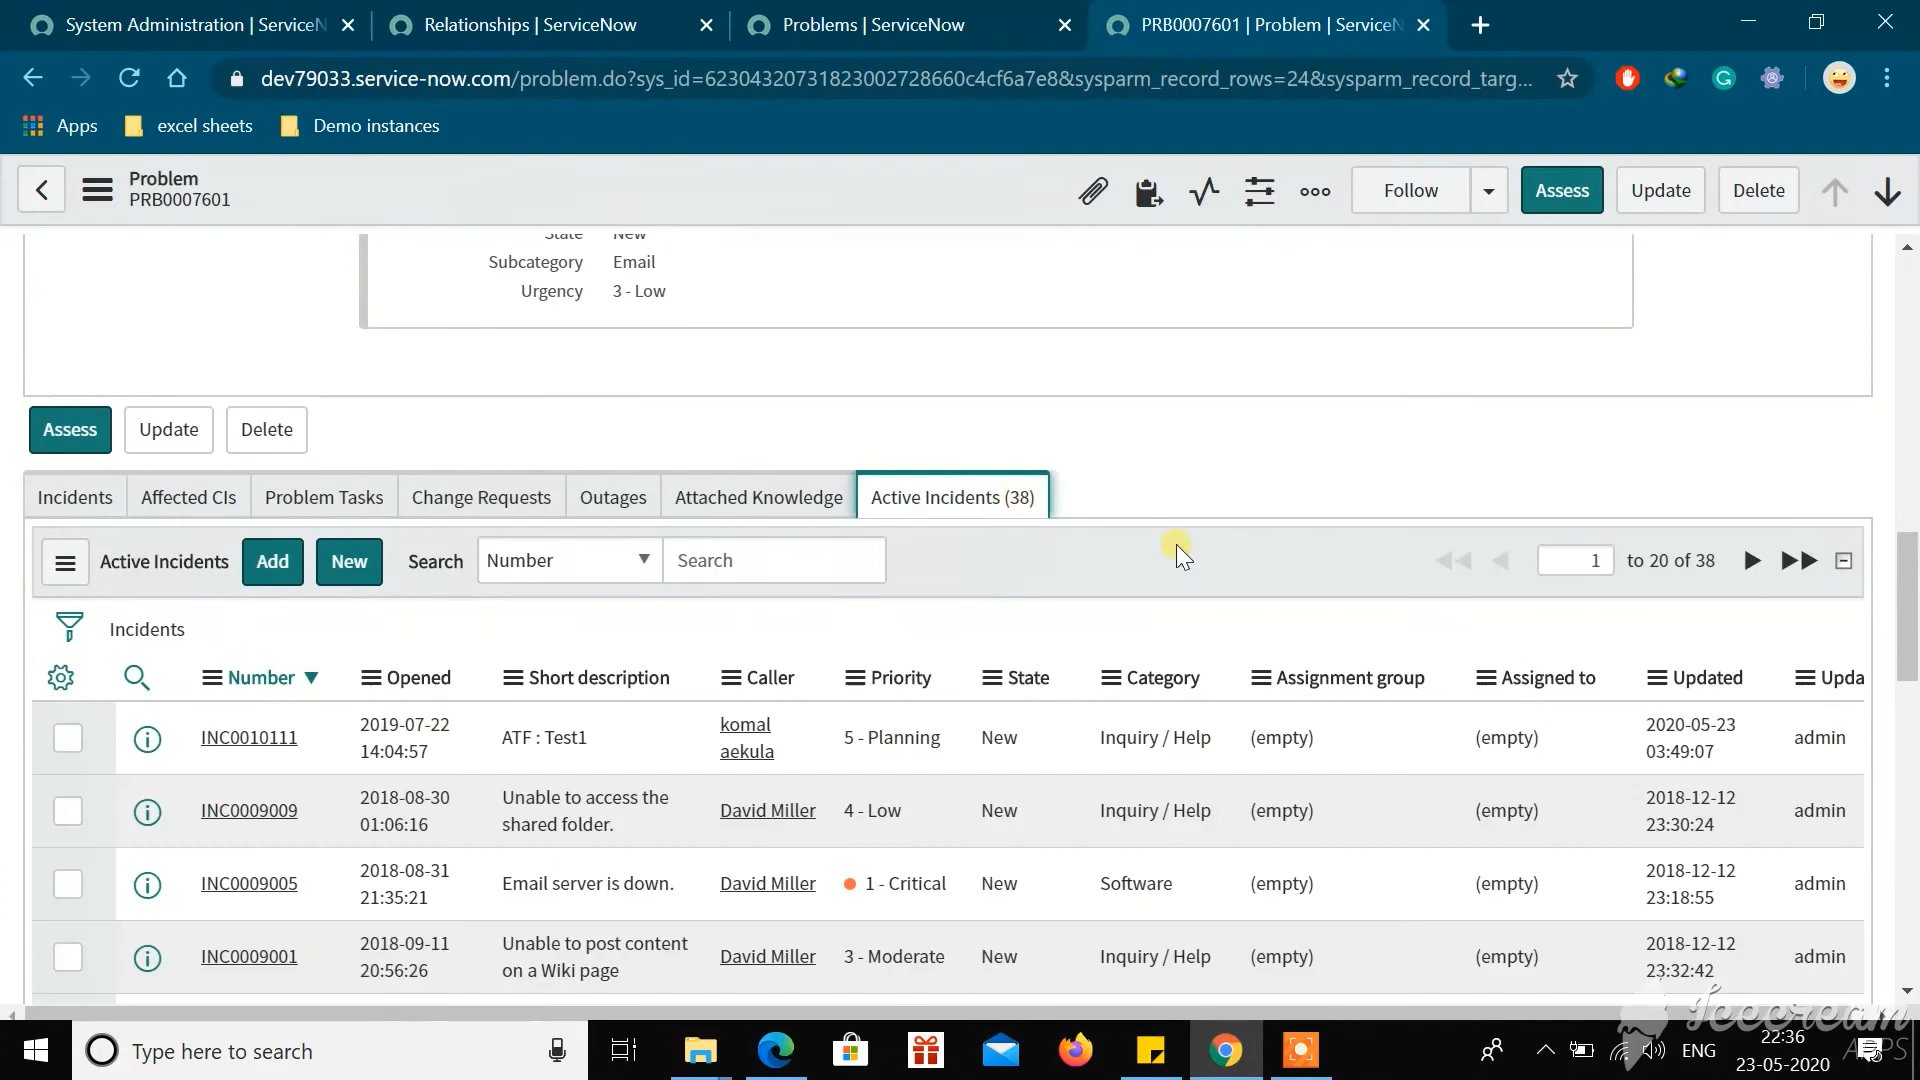 System Administration | ServiceN
Relationships | ServiceNow
Problems | ServiceNow
PRB0007601 | Problem | ServiceN
dev79033.service-now.com/problem.do?sys_id=62304320731823002728660c4cf6a7e8&sysparm_record_rows=24&sysparm_record_targ...
Apps
excel sheets
Demo instances
Problem
PRB0007601
Follow
Assess
Update
Delete
State New
Subcategory Email
Urgency 3 - Low
Assess
Update
Delete
Incidents
Affected CIs
Problem Tasks
Change Requests
Outages
Attached Knowledge
Active Incidents (38)
Active Incidents
Add
New
Search
Number
Search
1
to 20 of 38
Incidents
Number Opened Short description Caller Priority State Category Assignment group Assigned to Updated Upda
INC0010111 2019-07-22 14:04:57 ATF : Test1 komal aekula 5 - Planning New Inquiry / Help (empty) (empty) 2020-05-23 03:49:07 admin
INC0009009 2018-08-30 01:06:16 Unable to access the shared folder. David Miller 4 - Low New Inquiry / Help (empty) (empty) 2018-12-12 23:30:24 admin
INC0009005 2018-08-31 21:35:21 Email server is down. David Miller 1 - Critical New Software (empty) (empty) 2018-12-12 23:18:55 admin
INC0009001 2018-09-11 20:56:26 Unable to post content on a Wiki page David Miller 3 - Moderate New Inquiry / Help (empty) (empty) 2018-12-12 23:32:42 admin
Icecream
APPS
Type here to search
ENG
22:36
23-05-2020